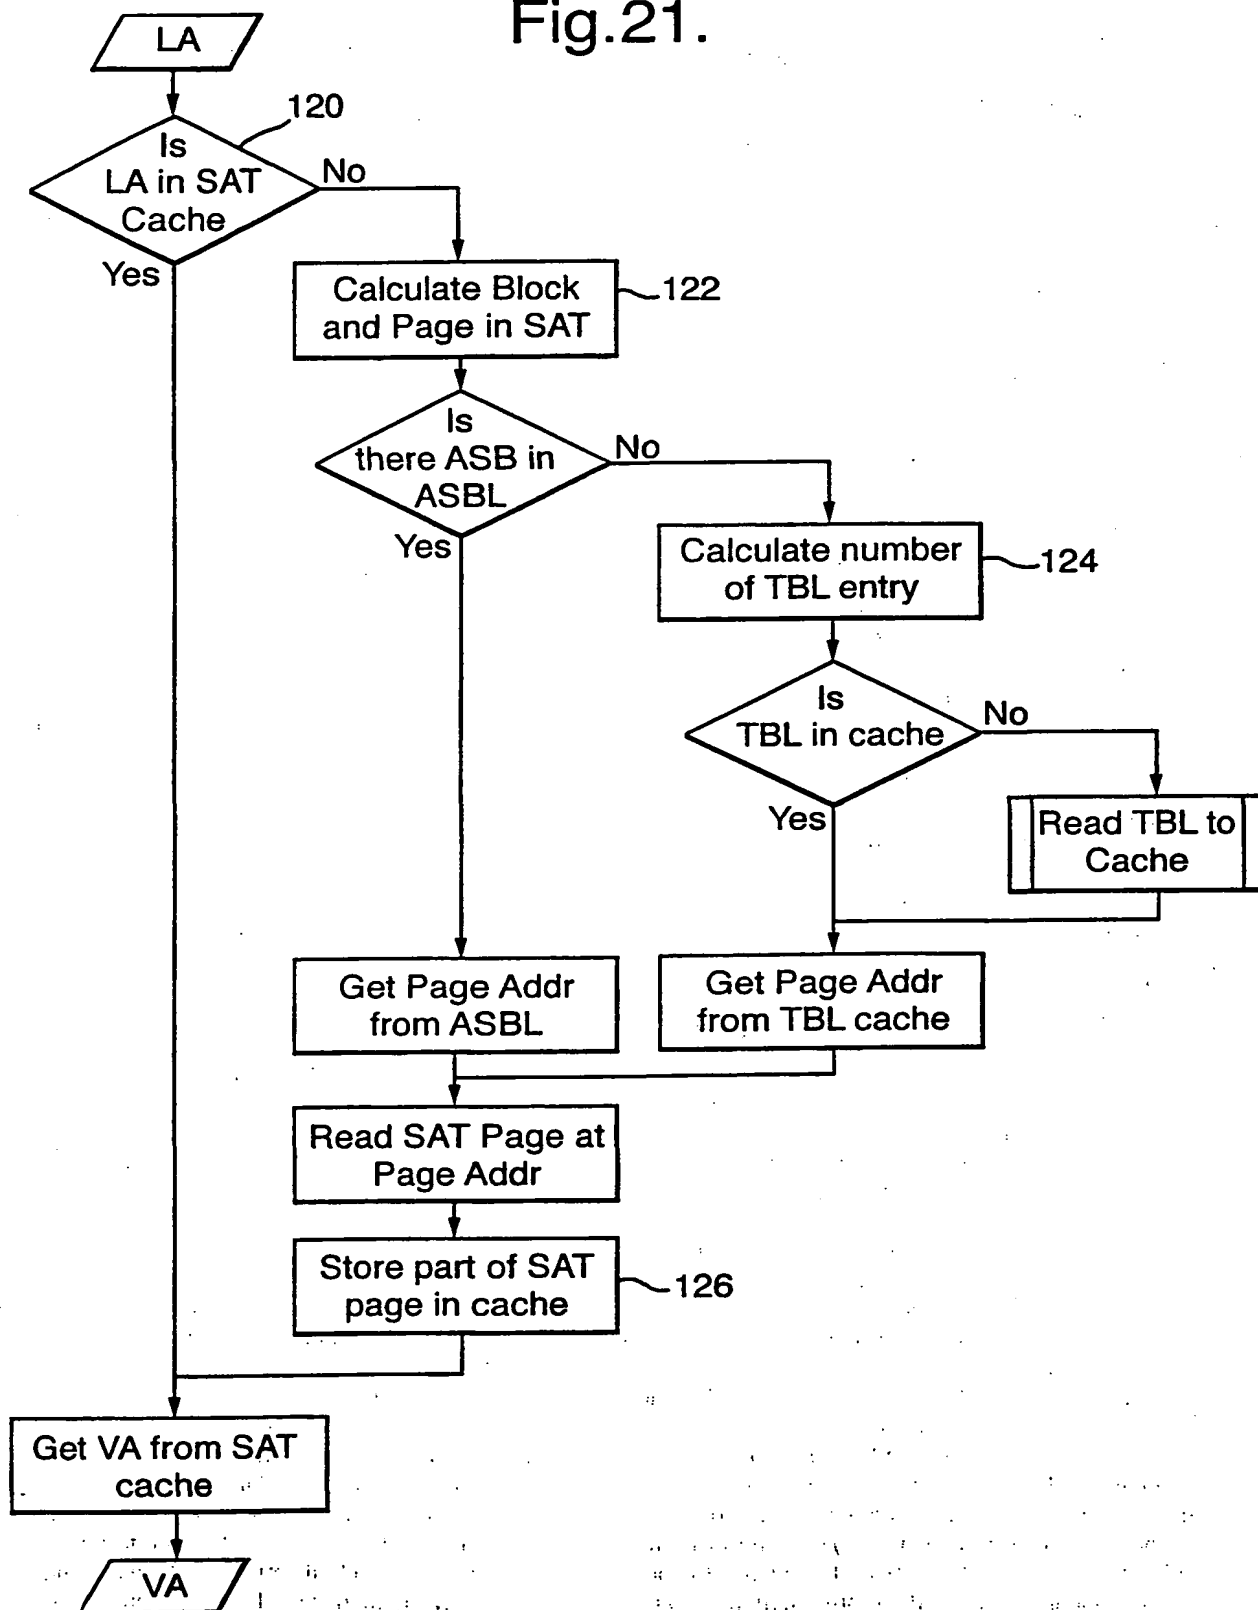 Fig.21.
LA
120
Is
LA in SAT
Cache
No
Yes
Calculate Block
and Page in SAT
122
Is
there ASB in
ASBL
No
Yes
Calculate number
of TBL entry
124
Is
TBL in cache
No
Yes
Read TBL to
Cache
Get Page Addr
from ASBL
Get Page Addr
from TBL cache
Read SAT Page at
Page Addr
Store part of SAT
page in cache
126
Get VA from SAT
cache
VA